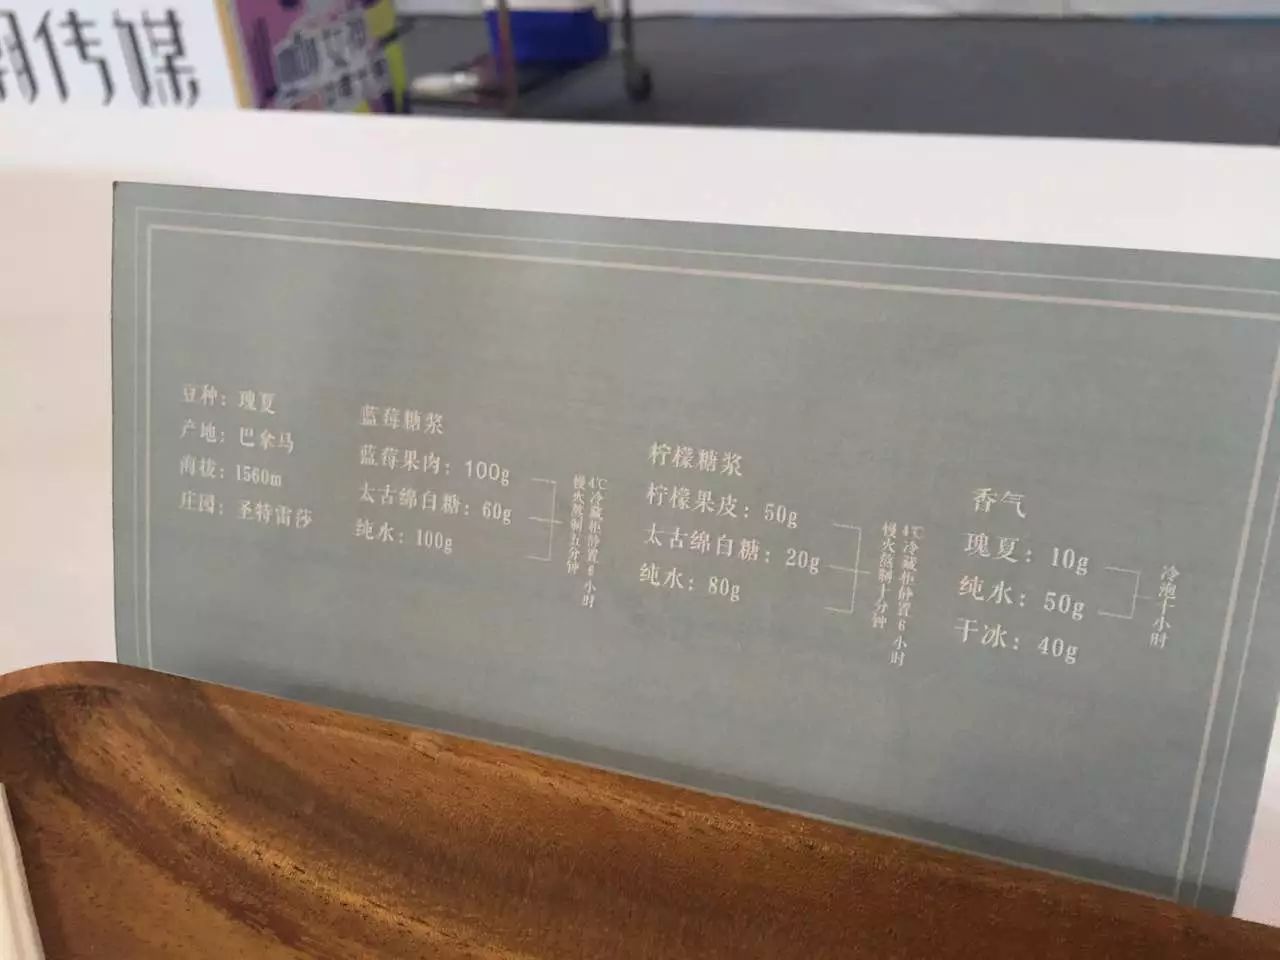 传媒
豆种：瑰夏
产地：巴拿马
海拔：1560m
庄园：圣特雷莎
蓝莓糖浆
蓝莓果肉：100g
太古绵白糖：60g
纯水：100g
慢火熬制五分钟
4℃冷藏柜静置6小时
柠檬糖浆
柠檬果皮：50g
太古绵白糖：20g
纯水：80g
慢火熬制十分钟
4℃冷藏柜静置6小时
香气
瑰夏：10g
纯水：50g
干冰：40g
冷泡十小时